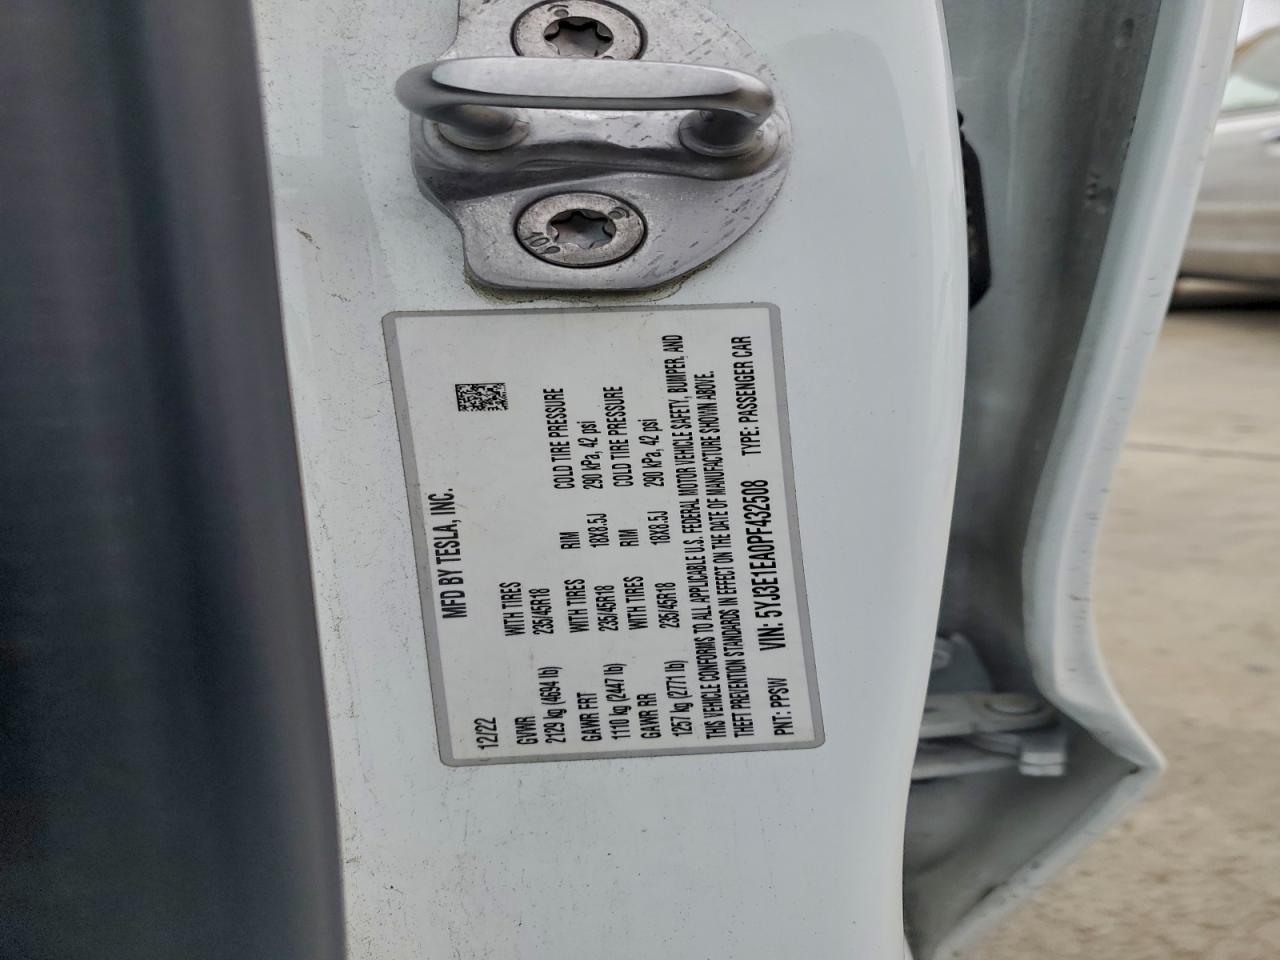 MFD BY TESLA, INC.
12/22
GVWR WITH TIRES RIM COLD TIRE PRESSURE
2129 kg (4694 lb) 235/45R18 18X8.5J 290 kPa, 42 psi
GAWR FRT WITH TIRES RIM COLD TIRE PRESSURE
1110 kg (2447 lb) 235/45R18 18X8.5J 290 kPa, 42 psi
GAWR RR WITH TIRES
1257 kg (2771 lb) 235/45R18
THIS VEHICLE CONFORMS TO ALL APPLICABLE U.S. FEDERAL MOTOR VEHICLE SAFETY, BUMPER, AND
THEFT PREVENTION STANDARDS IN EFFECT ON THE DATE OF MANUFACTURE SHOWN ABOVE.
PNT: PPSW VIN: 5YJ3E1EA0PF432508 TYPE: PASSENGER CAR